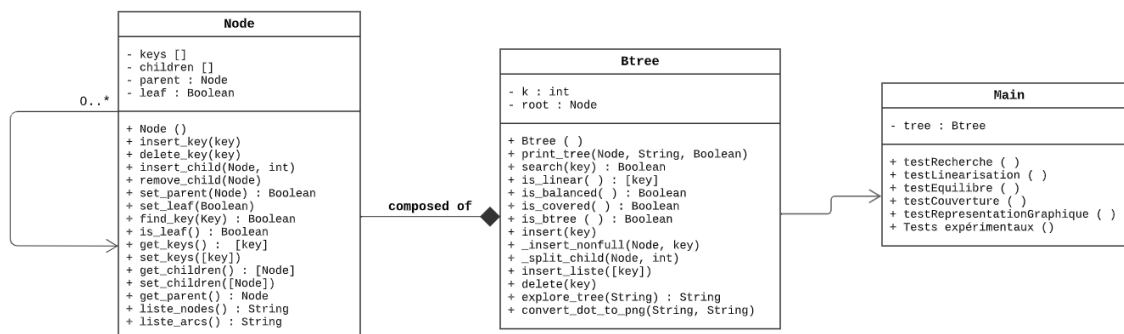 Node
- keys []
- children []
- parent : Node
- leaf : Boolean
0..*
+ Node ()
+ insert_key(key)
+ delete_key(key)
+ insert_child(Node, int)
+ remove_child(Node)
+ set_parent(Node) : Boolean
+ set_leaf(Boolean)
+ find_key(Key) : Boolean
+ is_leaf() : Boolean
+ get_keys() : [key]
+ set_keys([key])
+ get_children() : [Node]
+ set_children([Node])
+ get_parent() : Node
+ liste_nodes() : String
+ liste_arcs() : String
composed of
Btree
- k : int
- root : Node
+ Btree ( )
+ print_tree(Node, String, Boolean)
+ search(key) : Boolean
+ is_linear( ) : [key]
+ is_balanced( ) : Boolean
+ is_covered( ) : Boolean
+ is_btree ( ) : Boolean
+ insert(key)
+ _insert_nonfull(Node, key)
+ _split_child(Node, int)
+ insert_liste([key])
+ delete(key)
+ explore_tree(String) : String
+ convert_dot_to_png(String, String)
Main
- tree : Btree
+ testRecherche ( )
+ testLinearisation ( )
+ testEquilibre ( )
+ testCouverture ( )
+ testRepresentationGraphique ( )
+ Tests expérimentaux ()